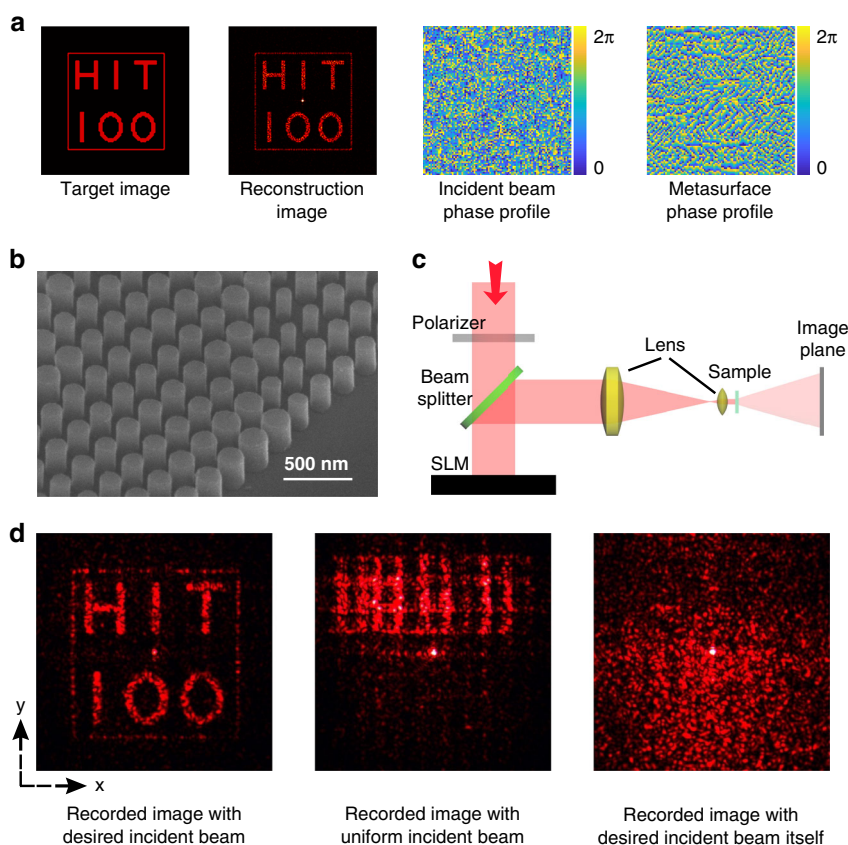 a
HIT
100
Target image
HIT
100
Reconstruction
image
2π
0
Incident beam
phase profile
2π
0
Metasurface
phase profile
b
500 nm
c
Polarizer
Beam
splitter
SLM
Lens
Sample
Image
plane
d
HIT
100
y
x
Recorded image with
desired incident beam
Recorded image with
uniform incident beam
Recorded image with
desired incident beam itself